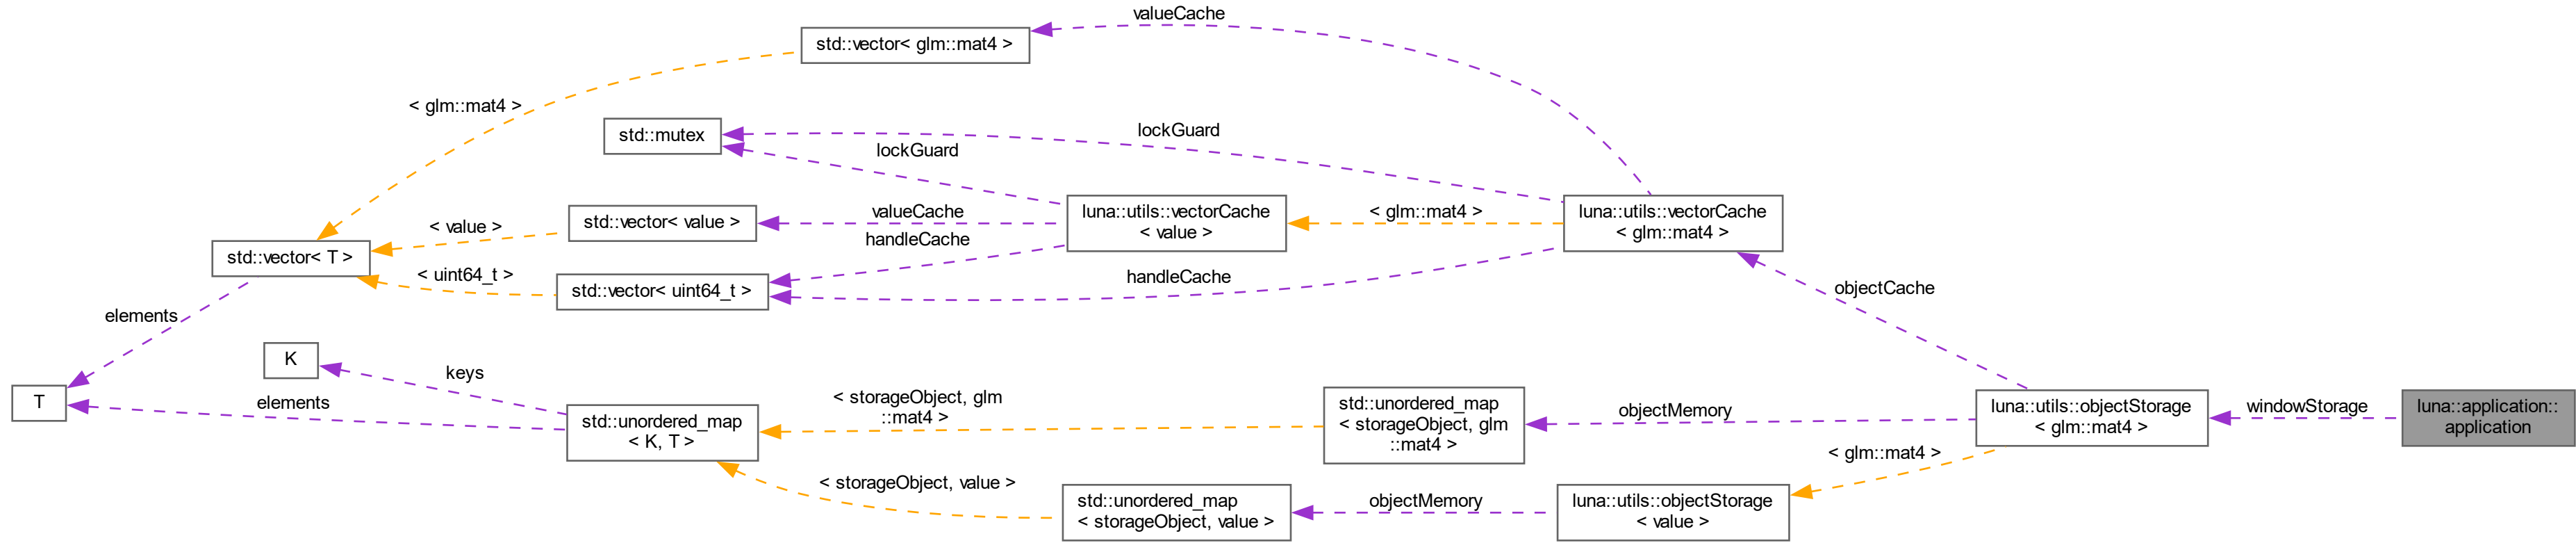 valueCache
std::vector< glm::mat4 >
< glm::mat4 >
lockGuard
std::mutex
lockGuard
valueCache
luna::utils::vectorCache
< value >
< glm::mat4 >
luna::utils::vectorCache
< glm::mat4 >
std::vector< value >
< value >
handleCache
std::vector< T >
< uint64_t >
std::vector< uint64_t >
handleCache
objectCache
elements
K
keys
T
elements
std::unordered_map
< K, T >
< storageObject, glm
::mat4 >
std::unordered_map
< storageObject, glm
::mat4 >
objectMemory
luna::utils::objectStorage
< glm::mat4 >
windowStorage
luna::application::
application
< glm::mat4 >
< storageObject, value >
std::unordered_map
< storageObject, value >
objectMemory
luna::utils::objectStorage
< value >